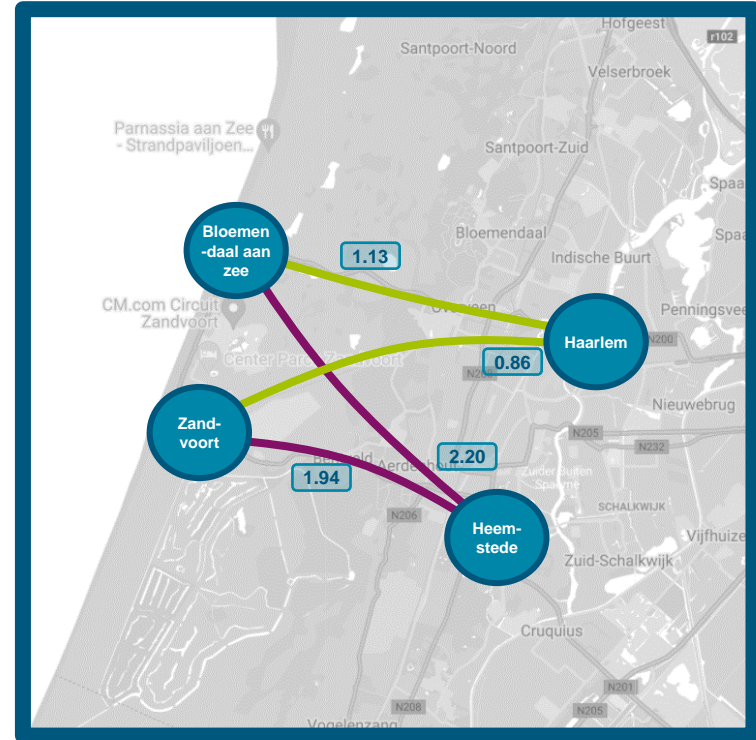 Hofgeest
r102
Santpoort-Noord
Velserbroek
Parnassia aan Zee
- Strandpaviljoen...
Santpoort-Zuid
Spaa
Bloemen
-daal aan
zee
Bloemendaal
Spaa
1.13
Indische Buurt
CM.com Circuit
Zandvoort
Overveen
Penningsvee
N200
Haarlem
Center Parcs Zandvoort
0.86
Nieuwebrug
Zand-
voort
N205
N232
2.20
Aerdenhout
1.94
Zuider Buiten
Spaarne
SCHALKWIJK
N206
Heem-
stede
Vijfhuize
Zuid-Schalkwijk
Cruquius
N201
N208
N205
Vogelenzang